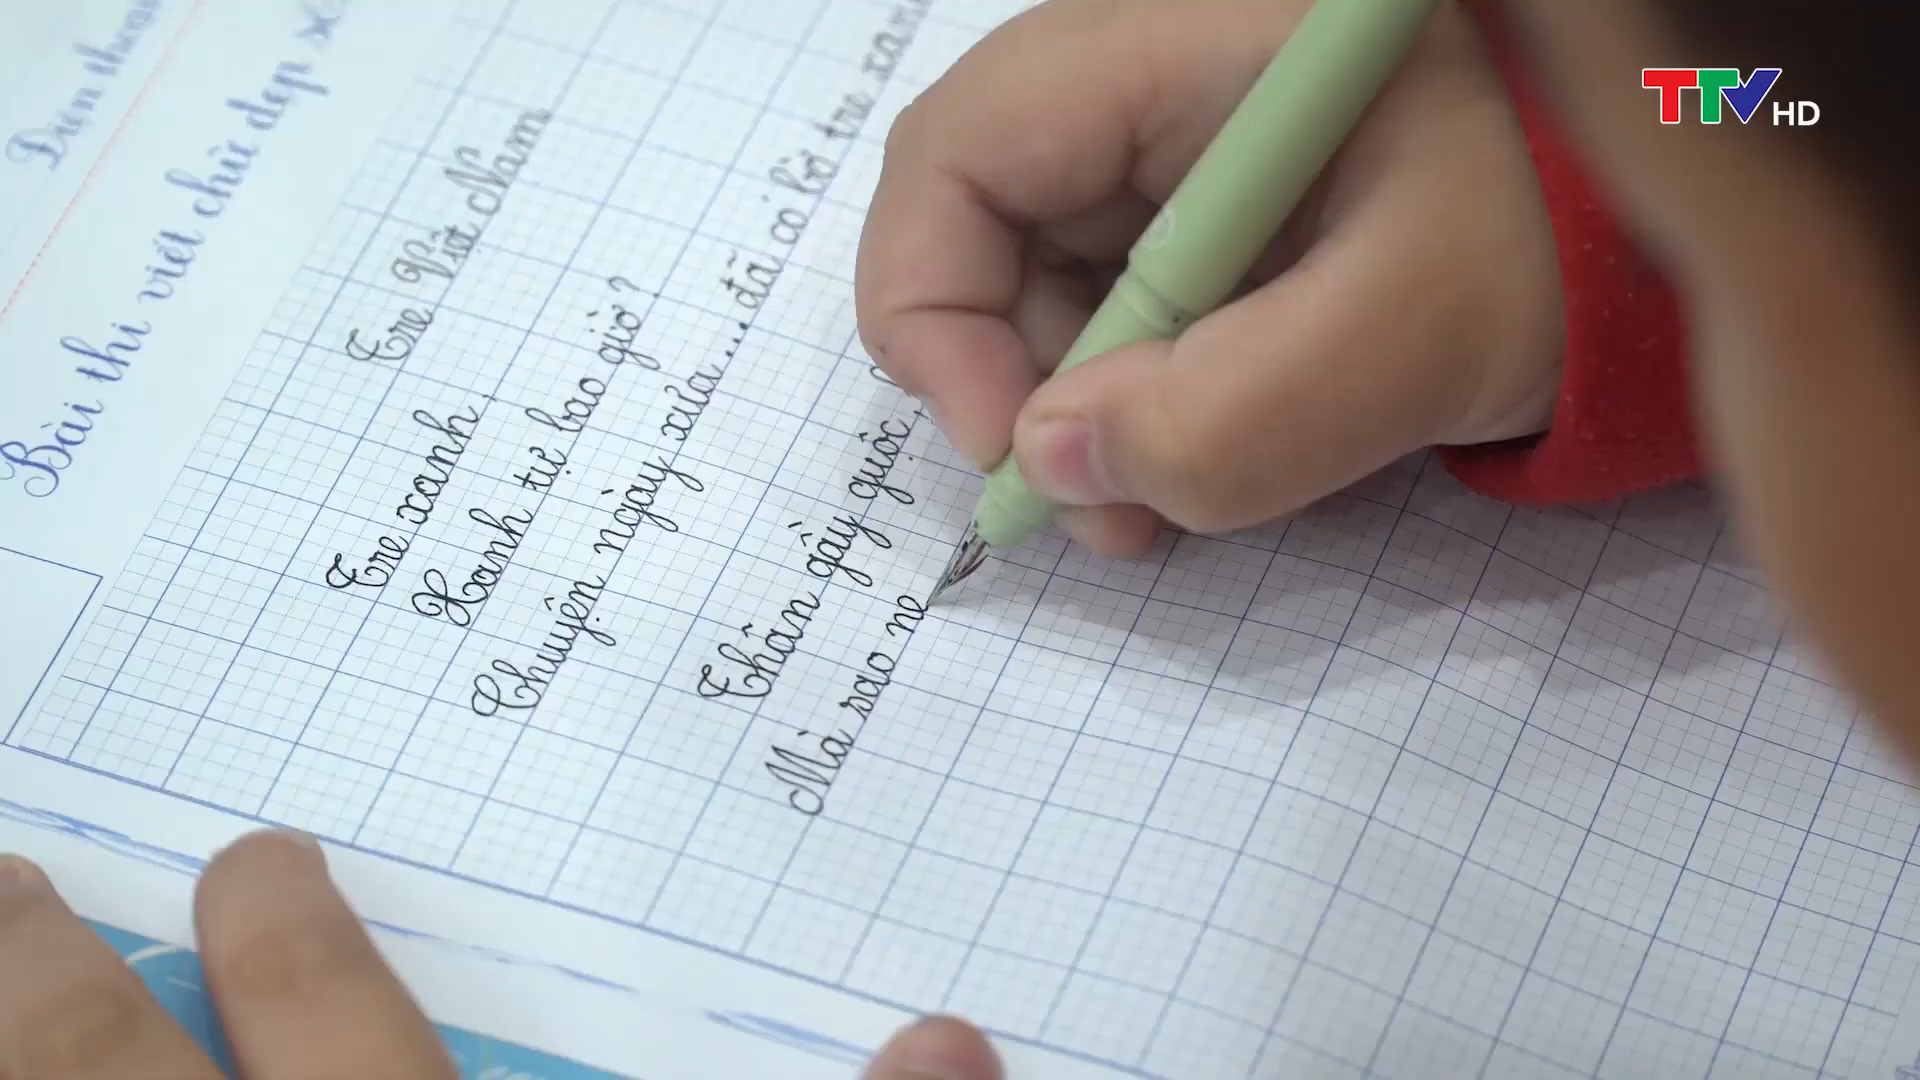 TTV HD
Bài thi viết chữ đẹp
Tre Việt Nam
Tre xanh,
Xanh tự bao giờ?
Chuyện ngày xưa... đã có bờ tre xanh
Thân gầy guộc,
Mà sao ne